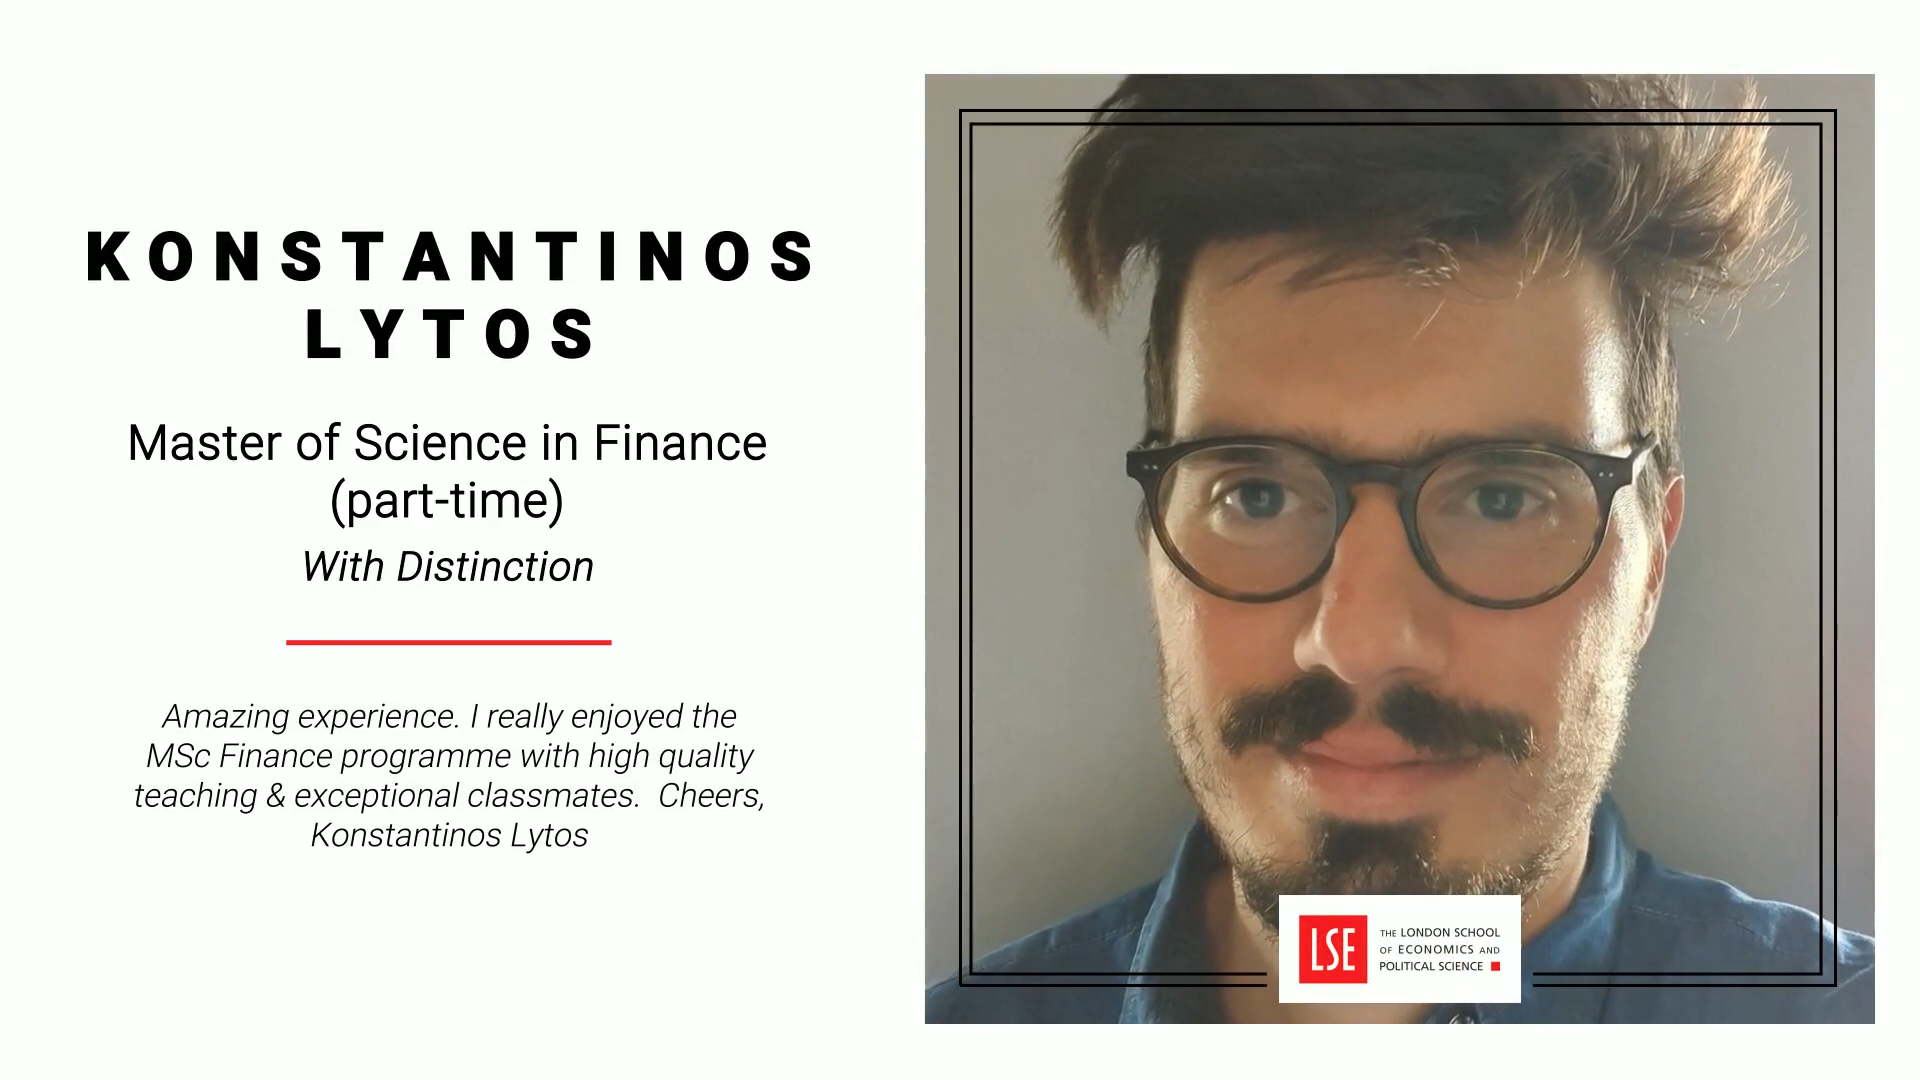 KONSTANTINOS
LYTOS
Master of Science in Finance
(part-time)
With Distinction
Amazing experience. I really enjoyed the
MSc Finance programme with high quality
teaching & exceptional classmates.  Cheers,
Konstantinos Lytos
LSE
THE LONDON SCHOOL
OF ECONOMICS AND
POLITICAL SCIENCE